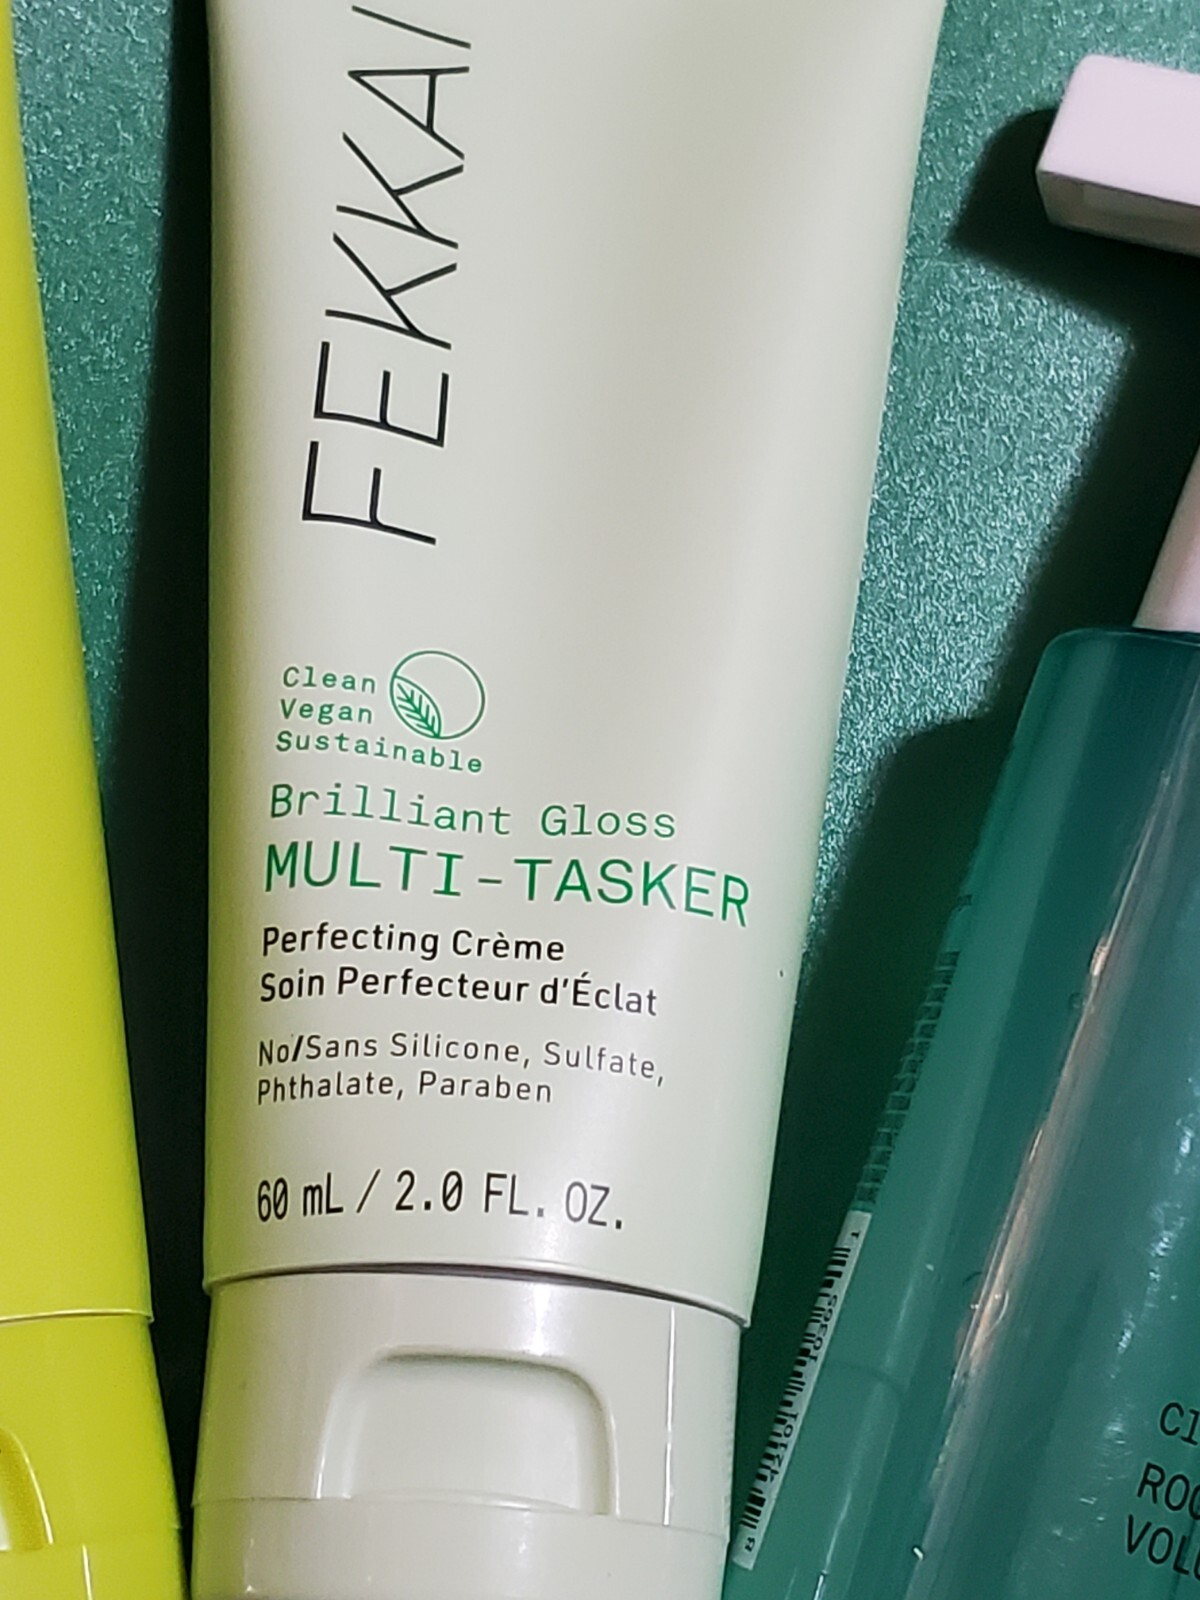 FEKKAI
Clean
Vegan
Sustainable
Brilliant Gloss
MULTI-TASKER
Perfecting Crème
Soin Perfecteur d'Éclat
No/Sans Silicone, Sulfate,
Phthalate, Paraben
60 mL / 2.0 FL. OZ.